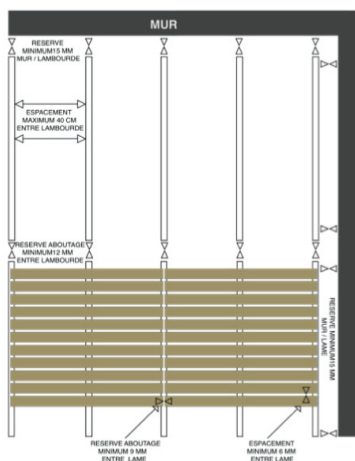 MUR
RESERVE
MINIMUM15 MM
MUR / LAMBOURDE
ESPACEMENT
MAXIMUM 40 CM
ENTRE LAMBOURDE
RESERVE ABOUTAGE
MINIMUM12 MM
ENTRE LAMBOURDE
RESERVE MINIMUM15 MM
MUR / LAME
RESERVE ABOUTAGE
MINIMUM 9 MM
ENTRE LAME
ESPACEMENT
MINIMUM 6 MM
ENTRE LAME